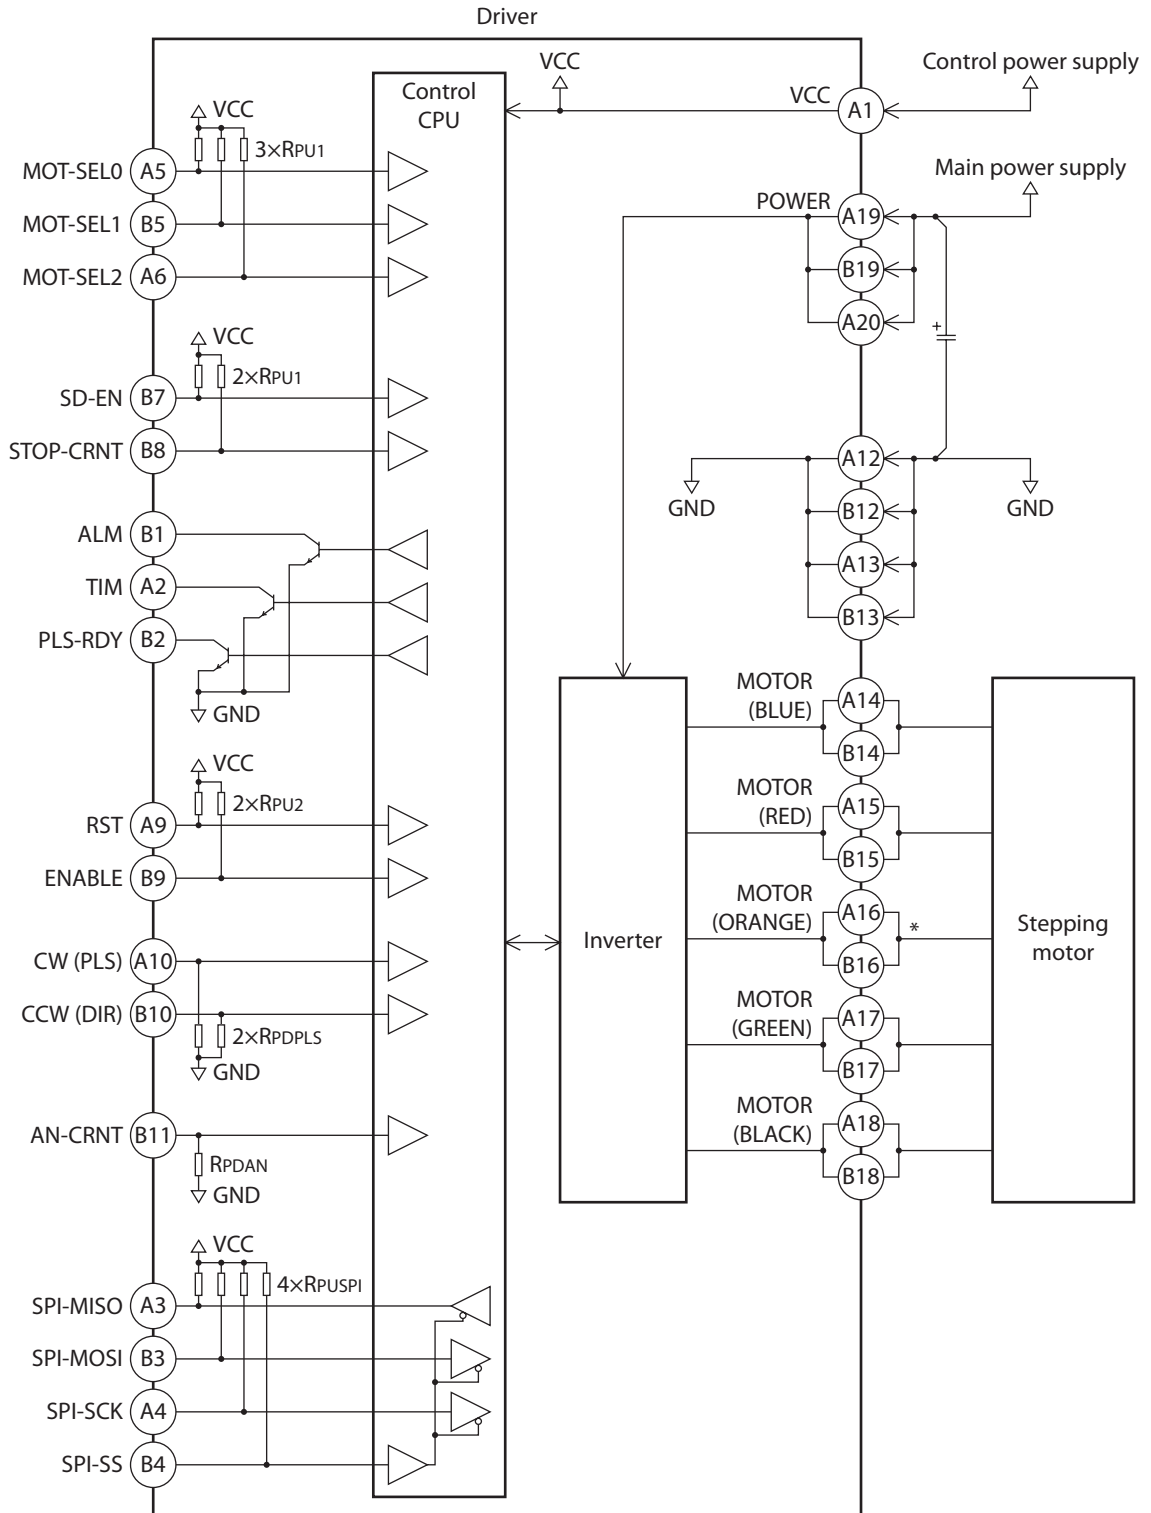 Driver
Control
CPU
VCC
VCC
A1
Control power supply
VCC
3×RPU1
MOT-SEL0
A5
MOT-SEL1
B5
MOT-SEL2
A6
POWER
A19
B19
A20
Main power supply
+
VCC
2×RPU1
SD-EN
B7
STOP-CRNT
B8
A12
B12
A13
B13
GND
GND
ALM
B1
TIM
A2
PLS-RDY
B2
GND
VCC
2×RPU2
RST
A9
ENABLE
B9
CW (PLS)
A10
CCW (DIR)
B10
2×RPDPLS
GND
AN-CRNT
B11
RPDAN
GND
Inverter
MOTOR
(BLUE)
A14
B14
MOTOR
(RED)
A15
B15
MOTOR
(ORANGE)
A16
B16
*
MOTOR
(GREEN)
A17
B17
MOTOR
(BLACK)
A18
B18
Stepping
motor
VCC
4×RPUSPI
SPI-MISO
A3
SPI-MOSI
B3
SPI-SCK
A4
SPI-SS
B4